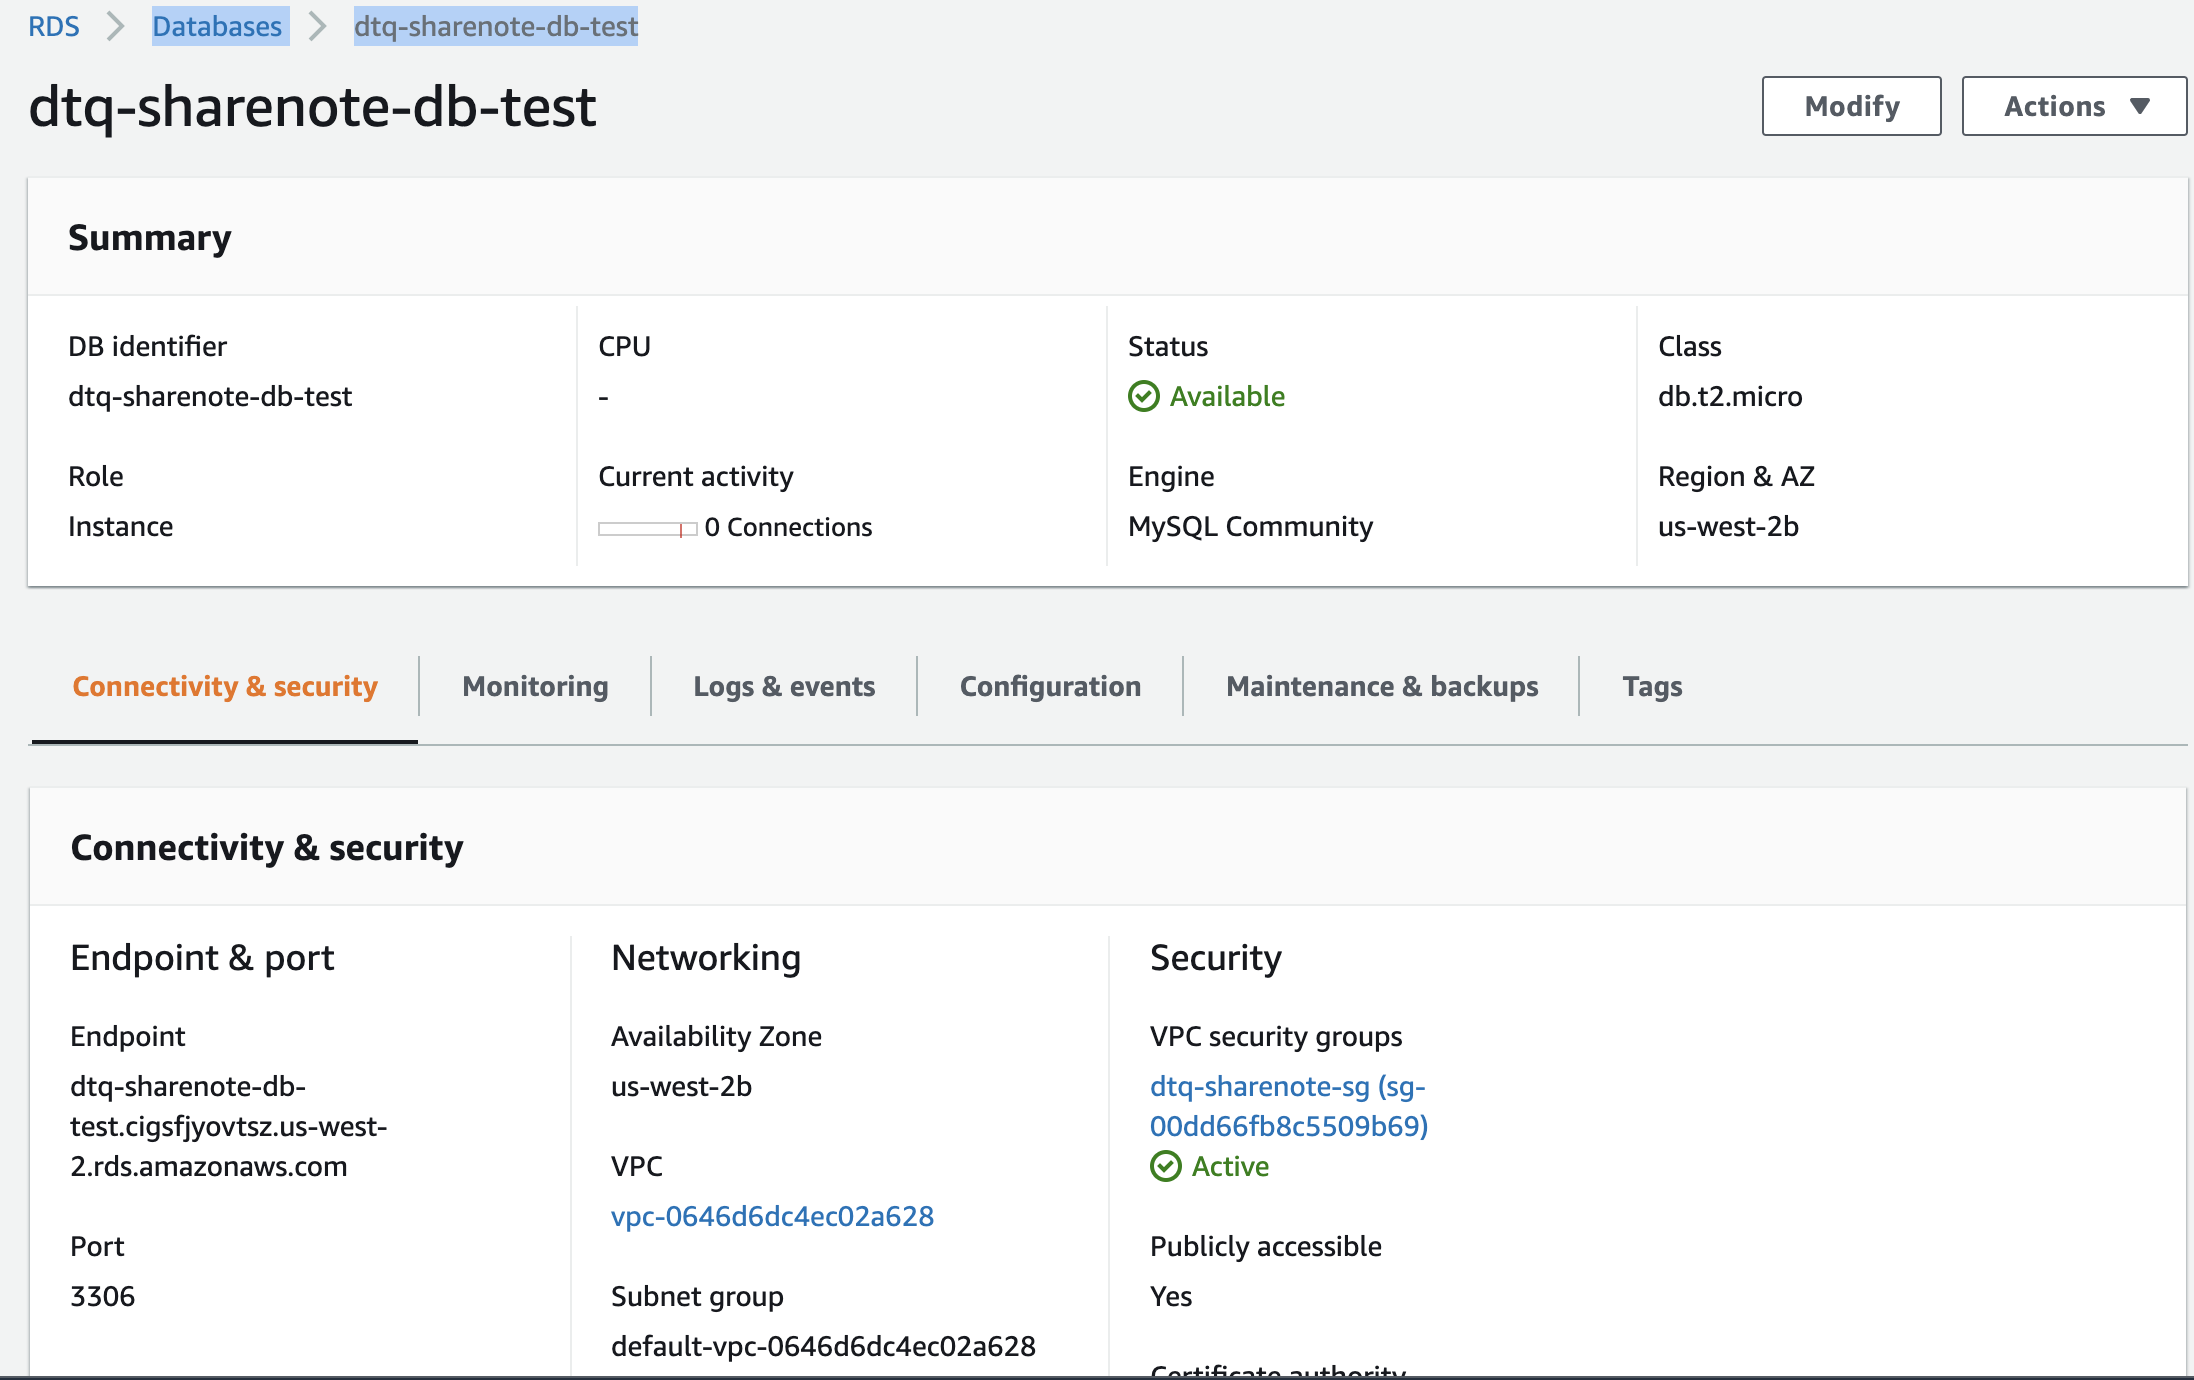 RDS > Databases > dtq-sharenote-db-test
dtq-sharenote-db-test
Modify
Actions ▼
Summary
DB identifier
dtq-sharenote-db-test
CPU
-
Status
Available
Class
db.t2.micro
Role
Instance
Current activity
0 Connections
Engine
MySQL Community
Region & AZ
us-west-2b
Connectivity & security
Monitoring
Logs & events
Configuration
Maintenance & backups
Tags
Connectivity & security
Endpoint & port
Endpoint
dtq-sharenote-db-
test.cigsfjyovtsz.us-west-
2.rds.amazonaws.com
Port
3306
Networking
Availability Zone
us-west-2b
VPC
vpc-0646d6dc4ec02a628
Subnet group
default-vpc-0646d6dc4ec02a628
Security
VPC security groups
dtq-sharenote-sg (sg-
00dd66fb8c5509b69)
Active
Publicly accessible
Yes
Certificate authority